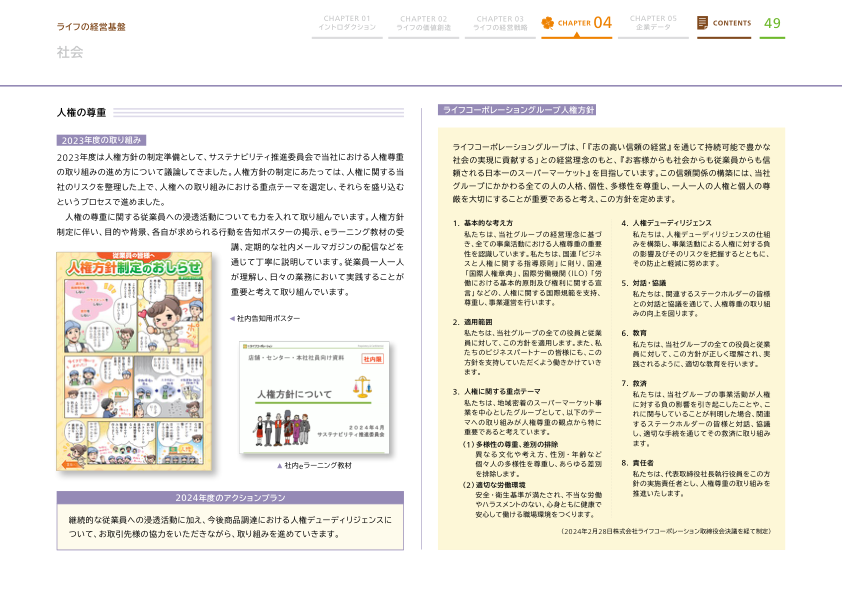 ライフの経営基盤
社会
CHAPTER 01
イントロダクション
CHAPTER 02
ライフの価値創造
CHAPTER 03
ライフの経営戦略
CHAPTER 04
CHAPTER 05
企業データ
CONTENTS
49
人権の尊重
2023年度の取り組み
2023年度は人権方針の制定準備として、サステナビリティ推進委員会で当社における人権尊重
の取り組みの進め方について議論してきました。人権方針の制定にあたっては、人権に関する当
社のリスクを整理した上で、人権への取り組みにおける重点テーマを選定し、それらを盛り込む
というプロセスで進めました。
人権の尊重に関する従業員への浸透活動についても力を入れて取り組んでいます。人権方針
制定に伴い、目的や背景、各自が求められる行動を告知ポスターの掲示、eラーニング教材の受
講、定期的な社内メールマガジンの配信などを
通じて丁寧に説明しています。従業員一人一人
が理解し、日々の業務において実践することが
重要と考えて取り組んでいます。
従業員の皆様へ
人権方針制定のおしらせ
◀社内告知用ポスター
店舗・センター・本社社員向け資料
社内限
人権方針について
2024年4月
サステナビリティ推進委員会
▲社内eラーニング教材
2024年度のアクションプラン
継続的な従業員への浸透活動に加え、今後商品調達における人権デューディリジェンスに
ついて、お取引先様の協力をいただきながら、取り組みを進めていきます。
ライフコーポレーショングループ人権方針
ライフコーポレーショングループは、「『志の高い信頼の経営』を通じて持続可能で豊かな
社会の実現に貢献する」との経営理念のもと、『お客様からも社会からも従業員からも信
頼される日本一のスーパーマーケット』を目指しています。この信頼関係の構築には、当社
グループにかかわる全ての人の人格、個性、多様性を尊重し、一人一人の人権と個人の尊
厳を大切にすることが重要であると考え、この方針を定めます。
1. 基本的な考え方
私たちは、当社グループの経営理念に基づ
き、全ての事業活動における人権尊重の重要
性を認識しています。私たちは、国連「ビジネ
スと人権に関する指導原則」に則り、国連
「国際人権章典」、国際労働機関（ILO）「労
働における基本的原則及び権利に関する宣
言」などの、人権に関する国際規範を支持、
尊重し、事業運営を行います。
2. 適用範囲
私たちは、当社グループの全ての役員と従業
員に対して、この方針を適用します。また、私
たちのビジネスパートナーの皆様にも、この
方針を支持していただくよう働きかけていき
ます。
3. 人権に関する重点テーマ
私たちは、地域密着のスーパーマーケット事
業を中心としたグループとして、以下のテー
マへの取り組みが人権尊重の観点から特に
重要であると考えています。
（1）多様性の尊重、差別の排除
異なる文化や考え方、性別・年齢など
個々人の多様性を尊重し、あらゆる差別
を排除します。
（2）適切な労働環境
安全・衛生基準が満たされ、不当な労働
やハラスメントのない、心身ともに健康で
安心して働ける職場環境をつくります。
4. 人権デューディリジェンス
私たちは、人権デューディリジェンスの仕組
みを構築し、事業活動による人権に対する負
の影響及びそのリスクを把握するとともに、
その防止と軽減に努めます。
5. 対話・協議
私たちは、関連するステークホルダーの皆様
との対話と協議を通じて、人権尊重の取り組
みの向上を図ります。
6. 教育
私たちは、当社グループの全ての役員と従業
員に対して、この方針が正しく理解され、実
践されるように、適切な教育を行います。
7. 救済
私たちは、当社グループの事業活動が人権
に対する負の影響を引き起こしたことや、こ
れに関与していることが判明した場合、関連
するステークホルダーの皆様と対話、協議
し、適切な手続を通じてその救済に取り組み
ます。
8. 責任者
私たちは、代表取締役社長執行役員をこの方
針の実施責任者とし、人権尊重の取り組みを
推進いたします。
（2024年2月28日株式会社ライフコーポレーション取締役会決議を経て制定）